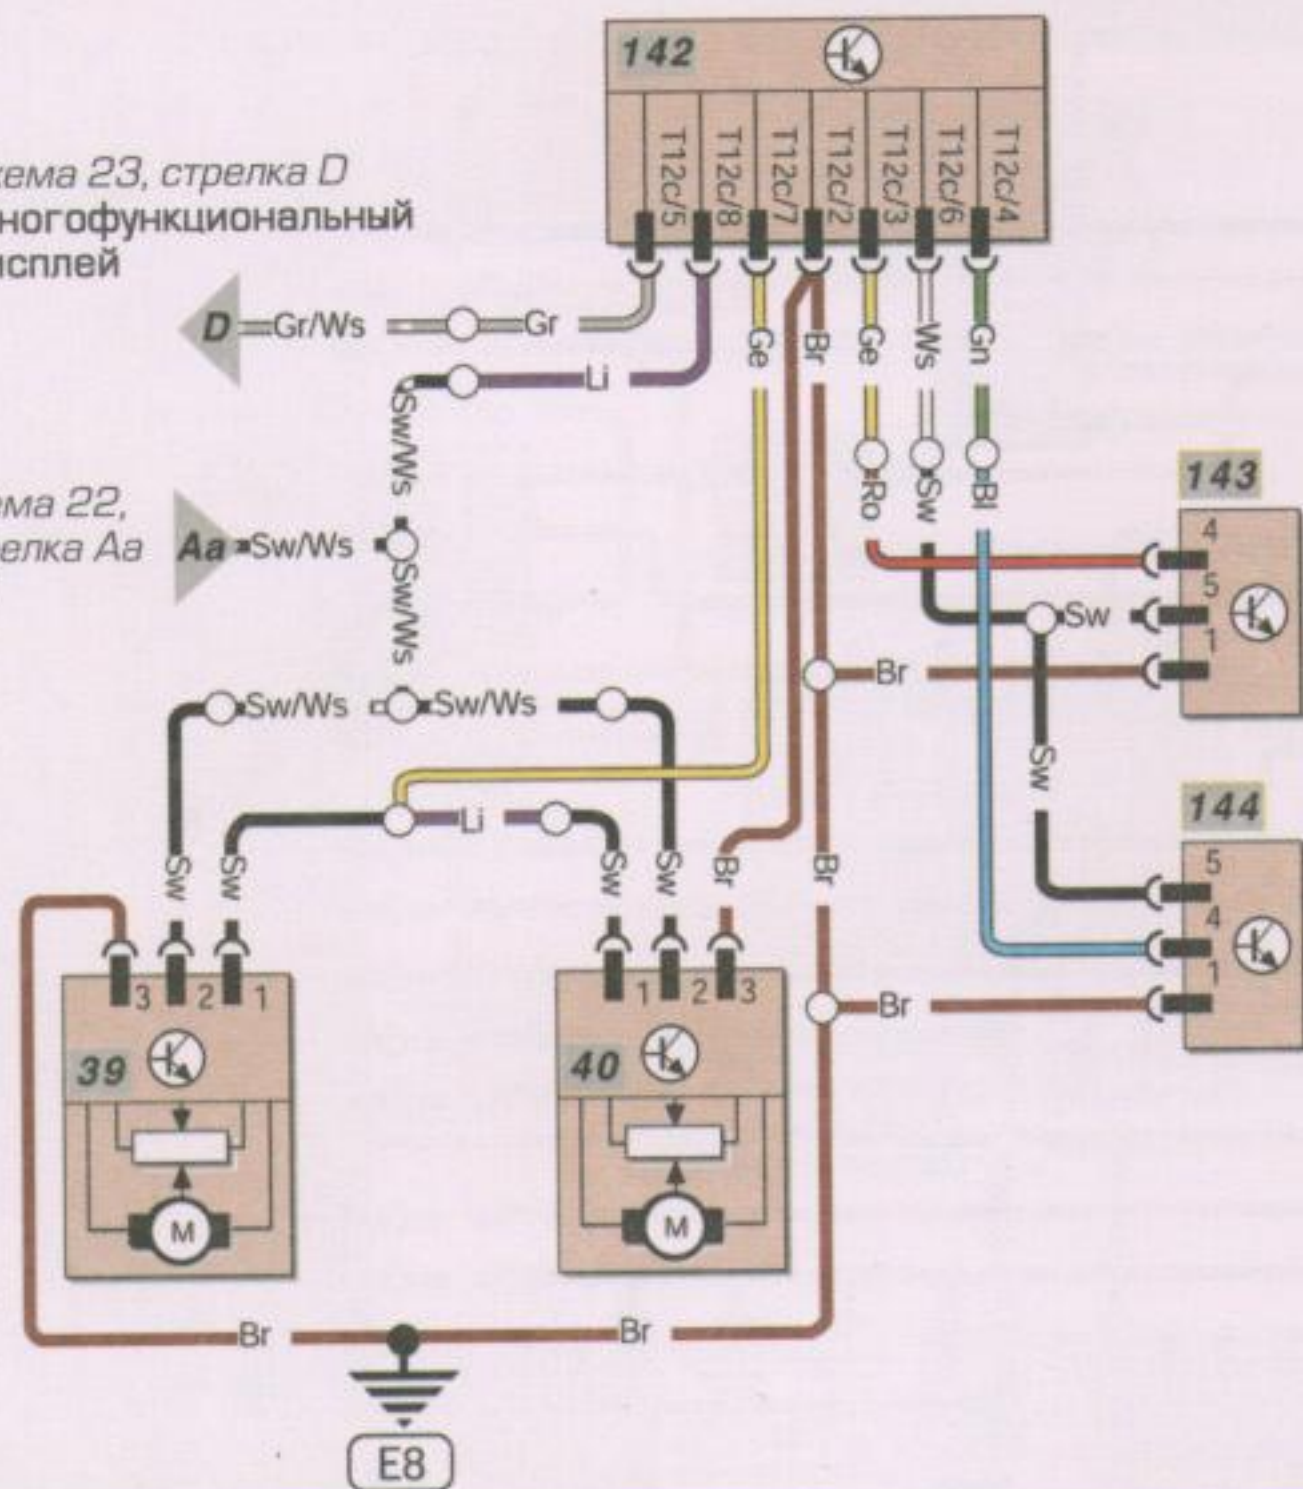 142
T12c/5
T12c/8
T12c/7
T12c/2
T12c/3
T12c/6
T12c/4
хема 23, стрелка D
ногофункциональный
исплей
D
Gr/Ws
Gr
Li
Ge
Br
Ge
Ws
Gn
Sw/Ws
Ro
Sw
Bl
ема 22,
елка Aa
Aa
Sw/Ws
Sw/Ws
143
4
5
1
Sw
Br
Sw/Ws
Sw/Ws
Sw
Li
144
5
4
1
Sw
Sw
Sw
Sw
Br
Br
Br
3
2
1
39
M
1
2
3
40
M
Br
Br
E8